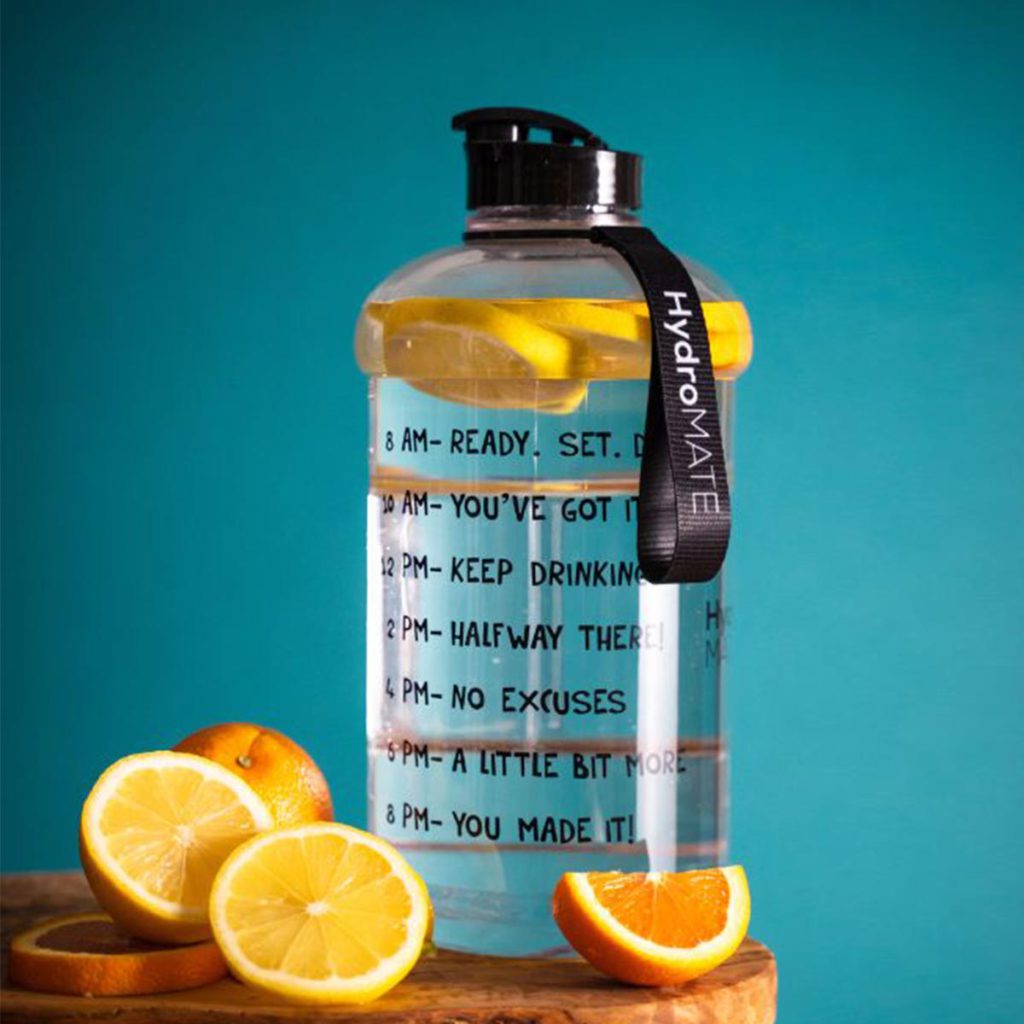 HydroMATE
8 AM- READY. SET.
10 AM- YOU'VE GOT
12 PM- KEEP DRINKING
2 PM- HALFWAY THERE!
4 PM- NO EXCUSES
6 PM- A LITTLE BIT MORE
8 PM- YOU MADE IT!